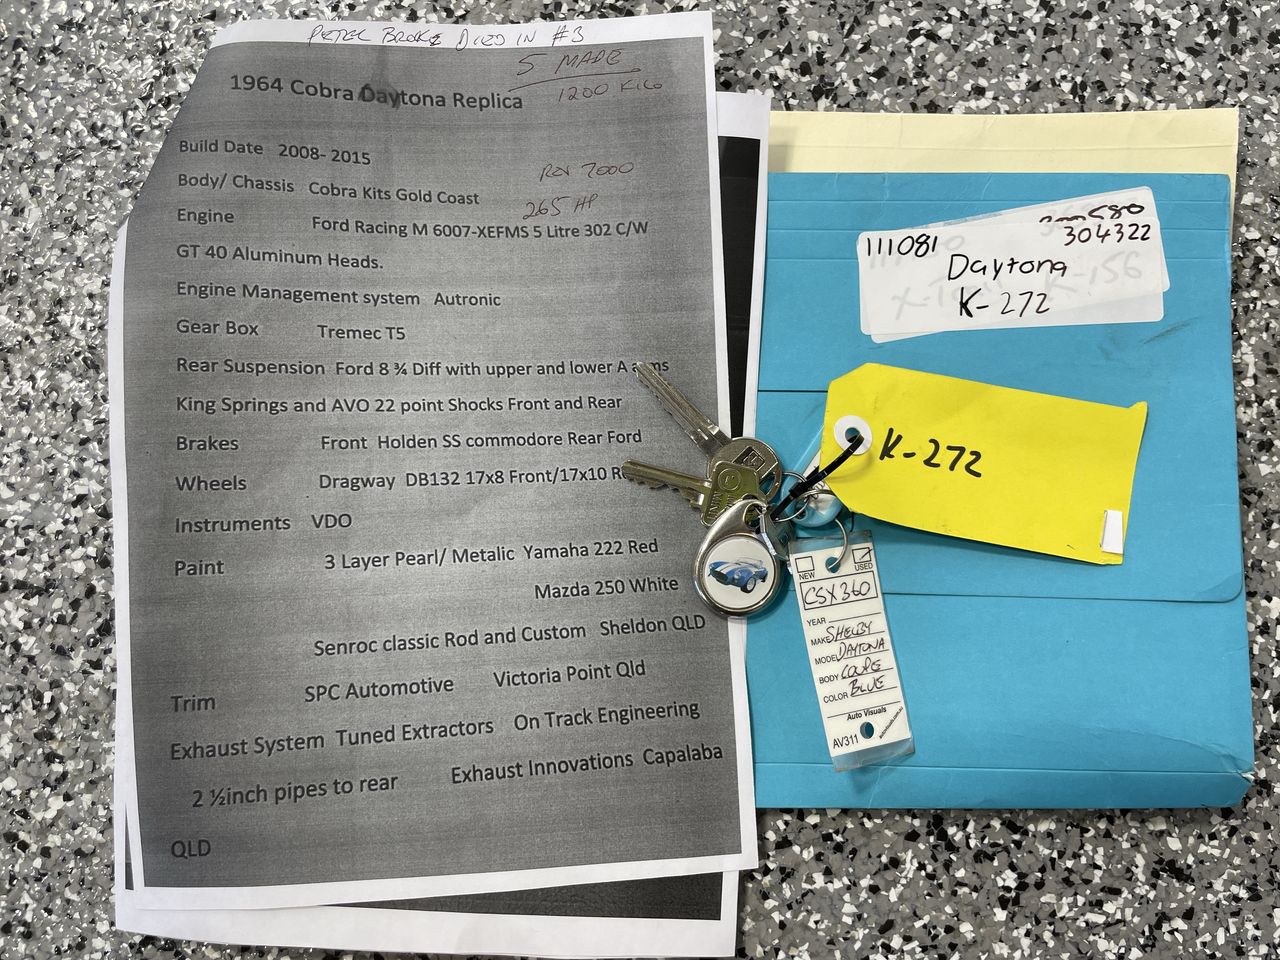 PETER BROKE DIED IN #3
5 MADE
1200 KILO
1964 Cobra Daytona Replica
Build Date 2008- 2015
Rev 7000
Body/ Chassis Cobra Kits Gold Coast
265 HP
Engine Ford Racing M 6007-XEFMS 5 Litre 302 C/W
GT 40 Aluminum Heads.
Engine Management system Autronic
Gear Box Tremec T5
Rear Suspension Ford 8 ¾ Diff with upper and lower A
King Springs and AVO 22 point Shocks Front and Rear
Brakes Front Holden SS commodore Rear Ford
Wheels Dragway DB132 17x8 Front/17x10
Instruments VDO
Paint 3 Layer Pearl/ Metalic Yamaha 222 Red
Mazda 250 White
Senroc classic Rod and Custom Sheldon QLD
Trim SPC Automotive Victoria Point Qld
Exhaust System Tuned Extractors On Track Engineering
2 ½inch pipes to rear Exhaust Innovations Capalaba
QLD
111081 304322
Daytona
K-272
K-272
NEW USED
CSX360
YEAR
MAKE SHELBY
MODEL DAYTONA
BODY COUPE
COLOR BLUE
Auto Visuals
AV311